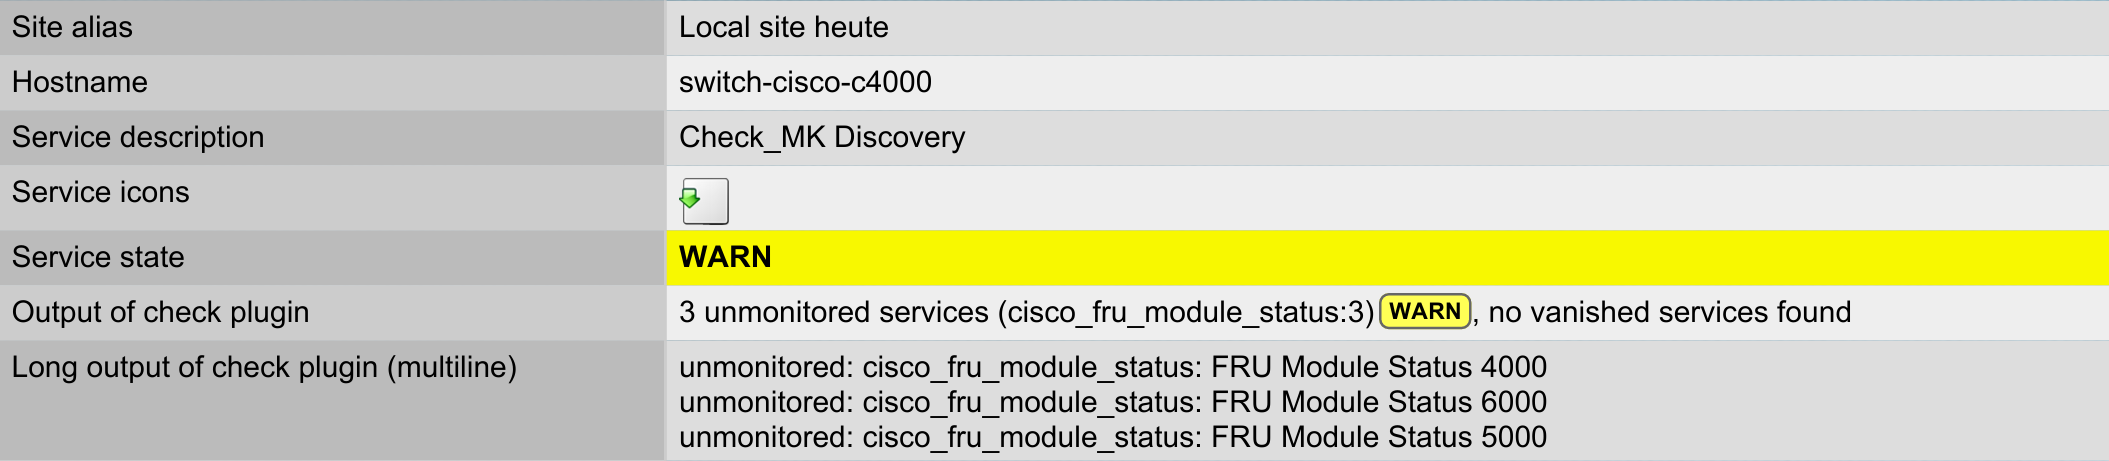 Site alias Local site heute
Hostname switch-cisco-c4000
Service description Check_MK Discovery
Service icons
Service state WARN
Output of check plugin 3 unmonitored services (cisco_fru_module_status:3) WARN, no vanished services found
Long output of check plugin (multiline) unmonitored: cisco_fru_module_status: FRU Module Status 4000
unmonitored: cisco_fru_module_status: FRU Module Status 6000
unmonitored: cisco_fru_module_status: FRU Module Status 5000